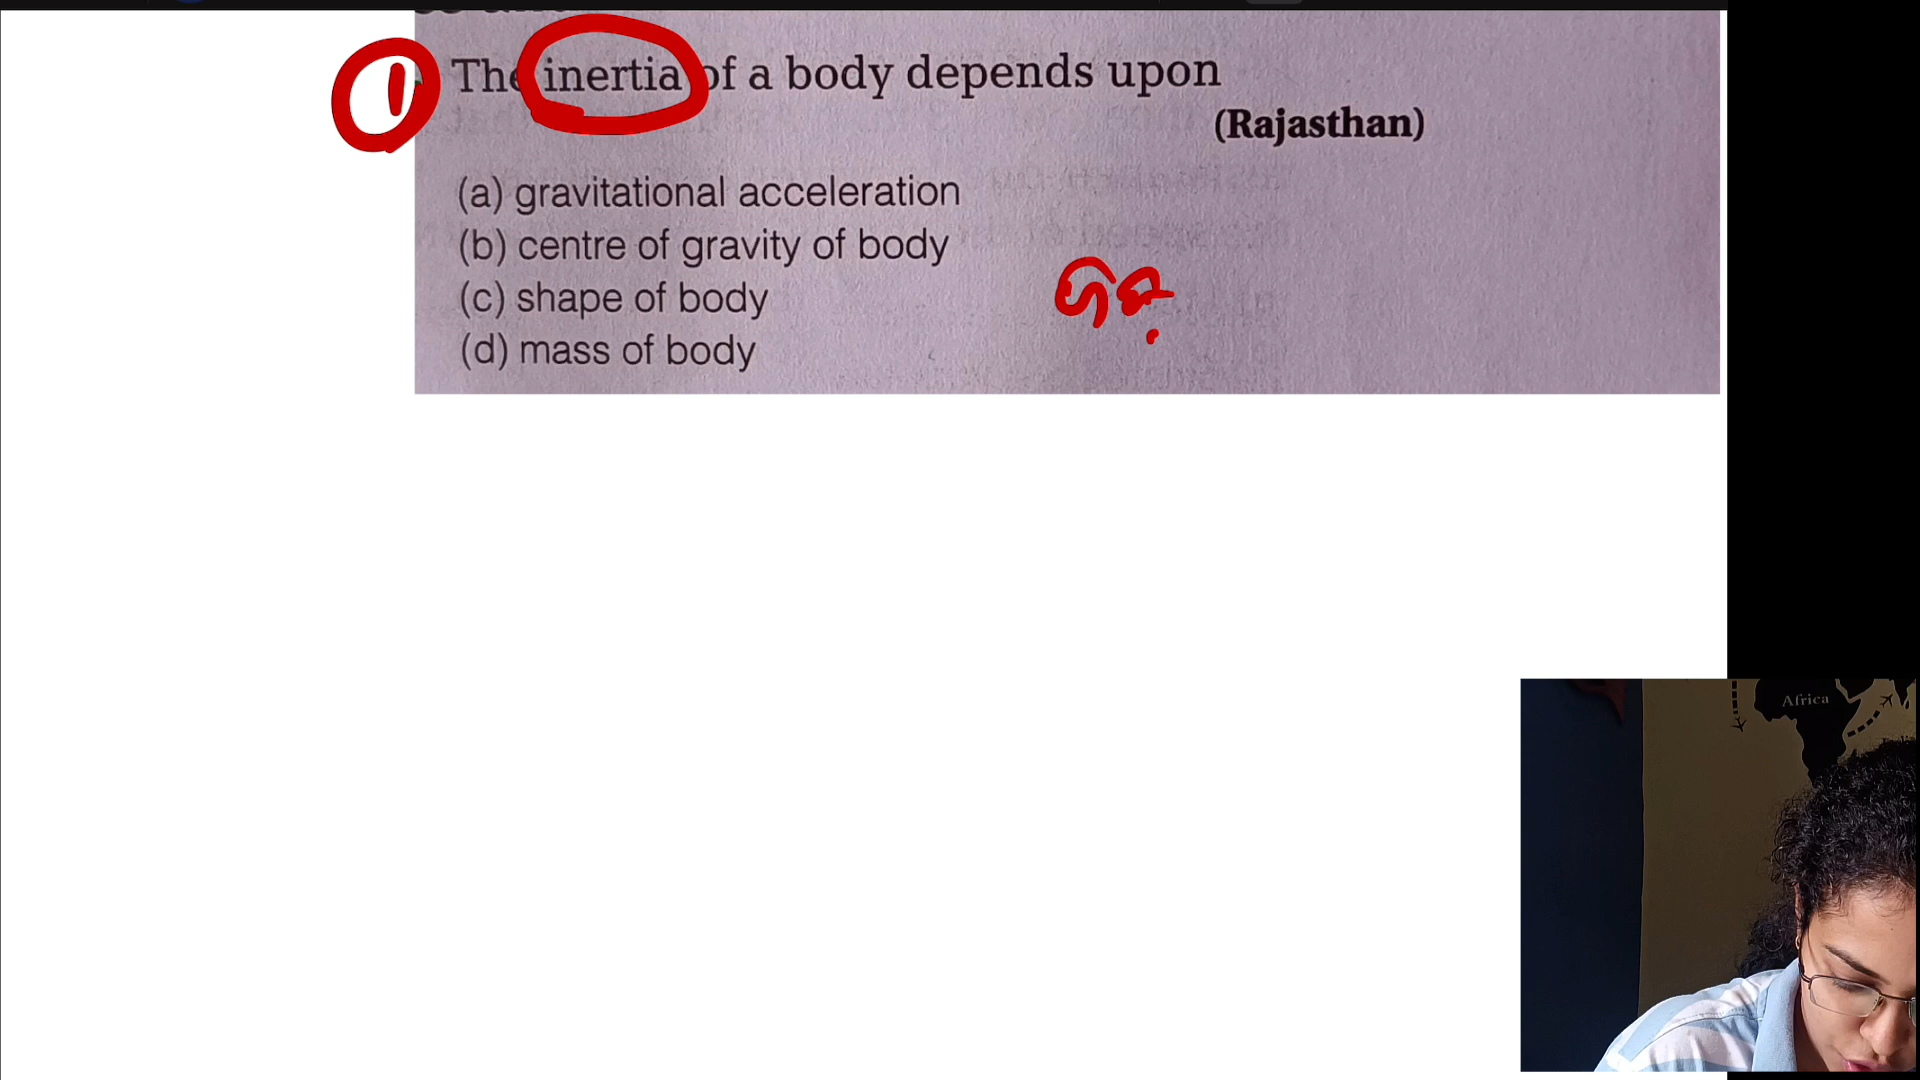 ① The inertia of a body depends upon
(Rajasthan)
(a) gravitational acceleration
(b) centre of gravity of body
(c) shape of body
(d) mass of body
Africa